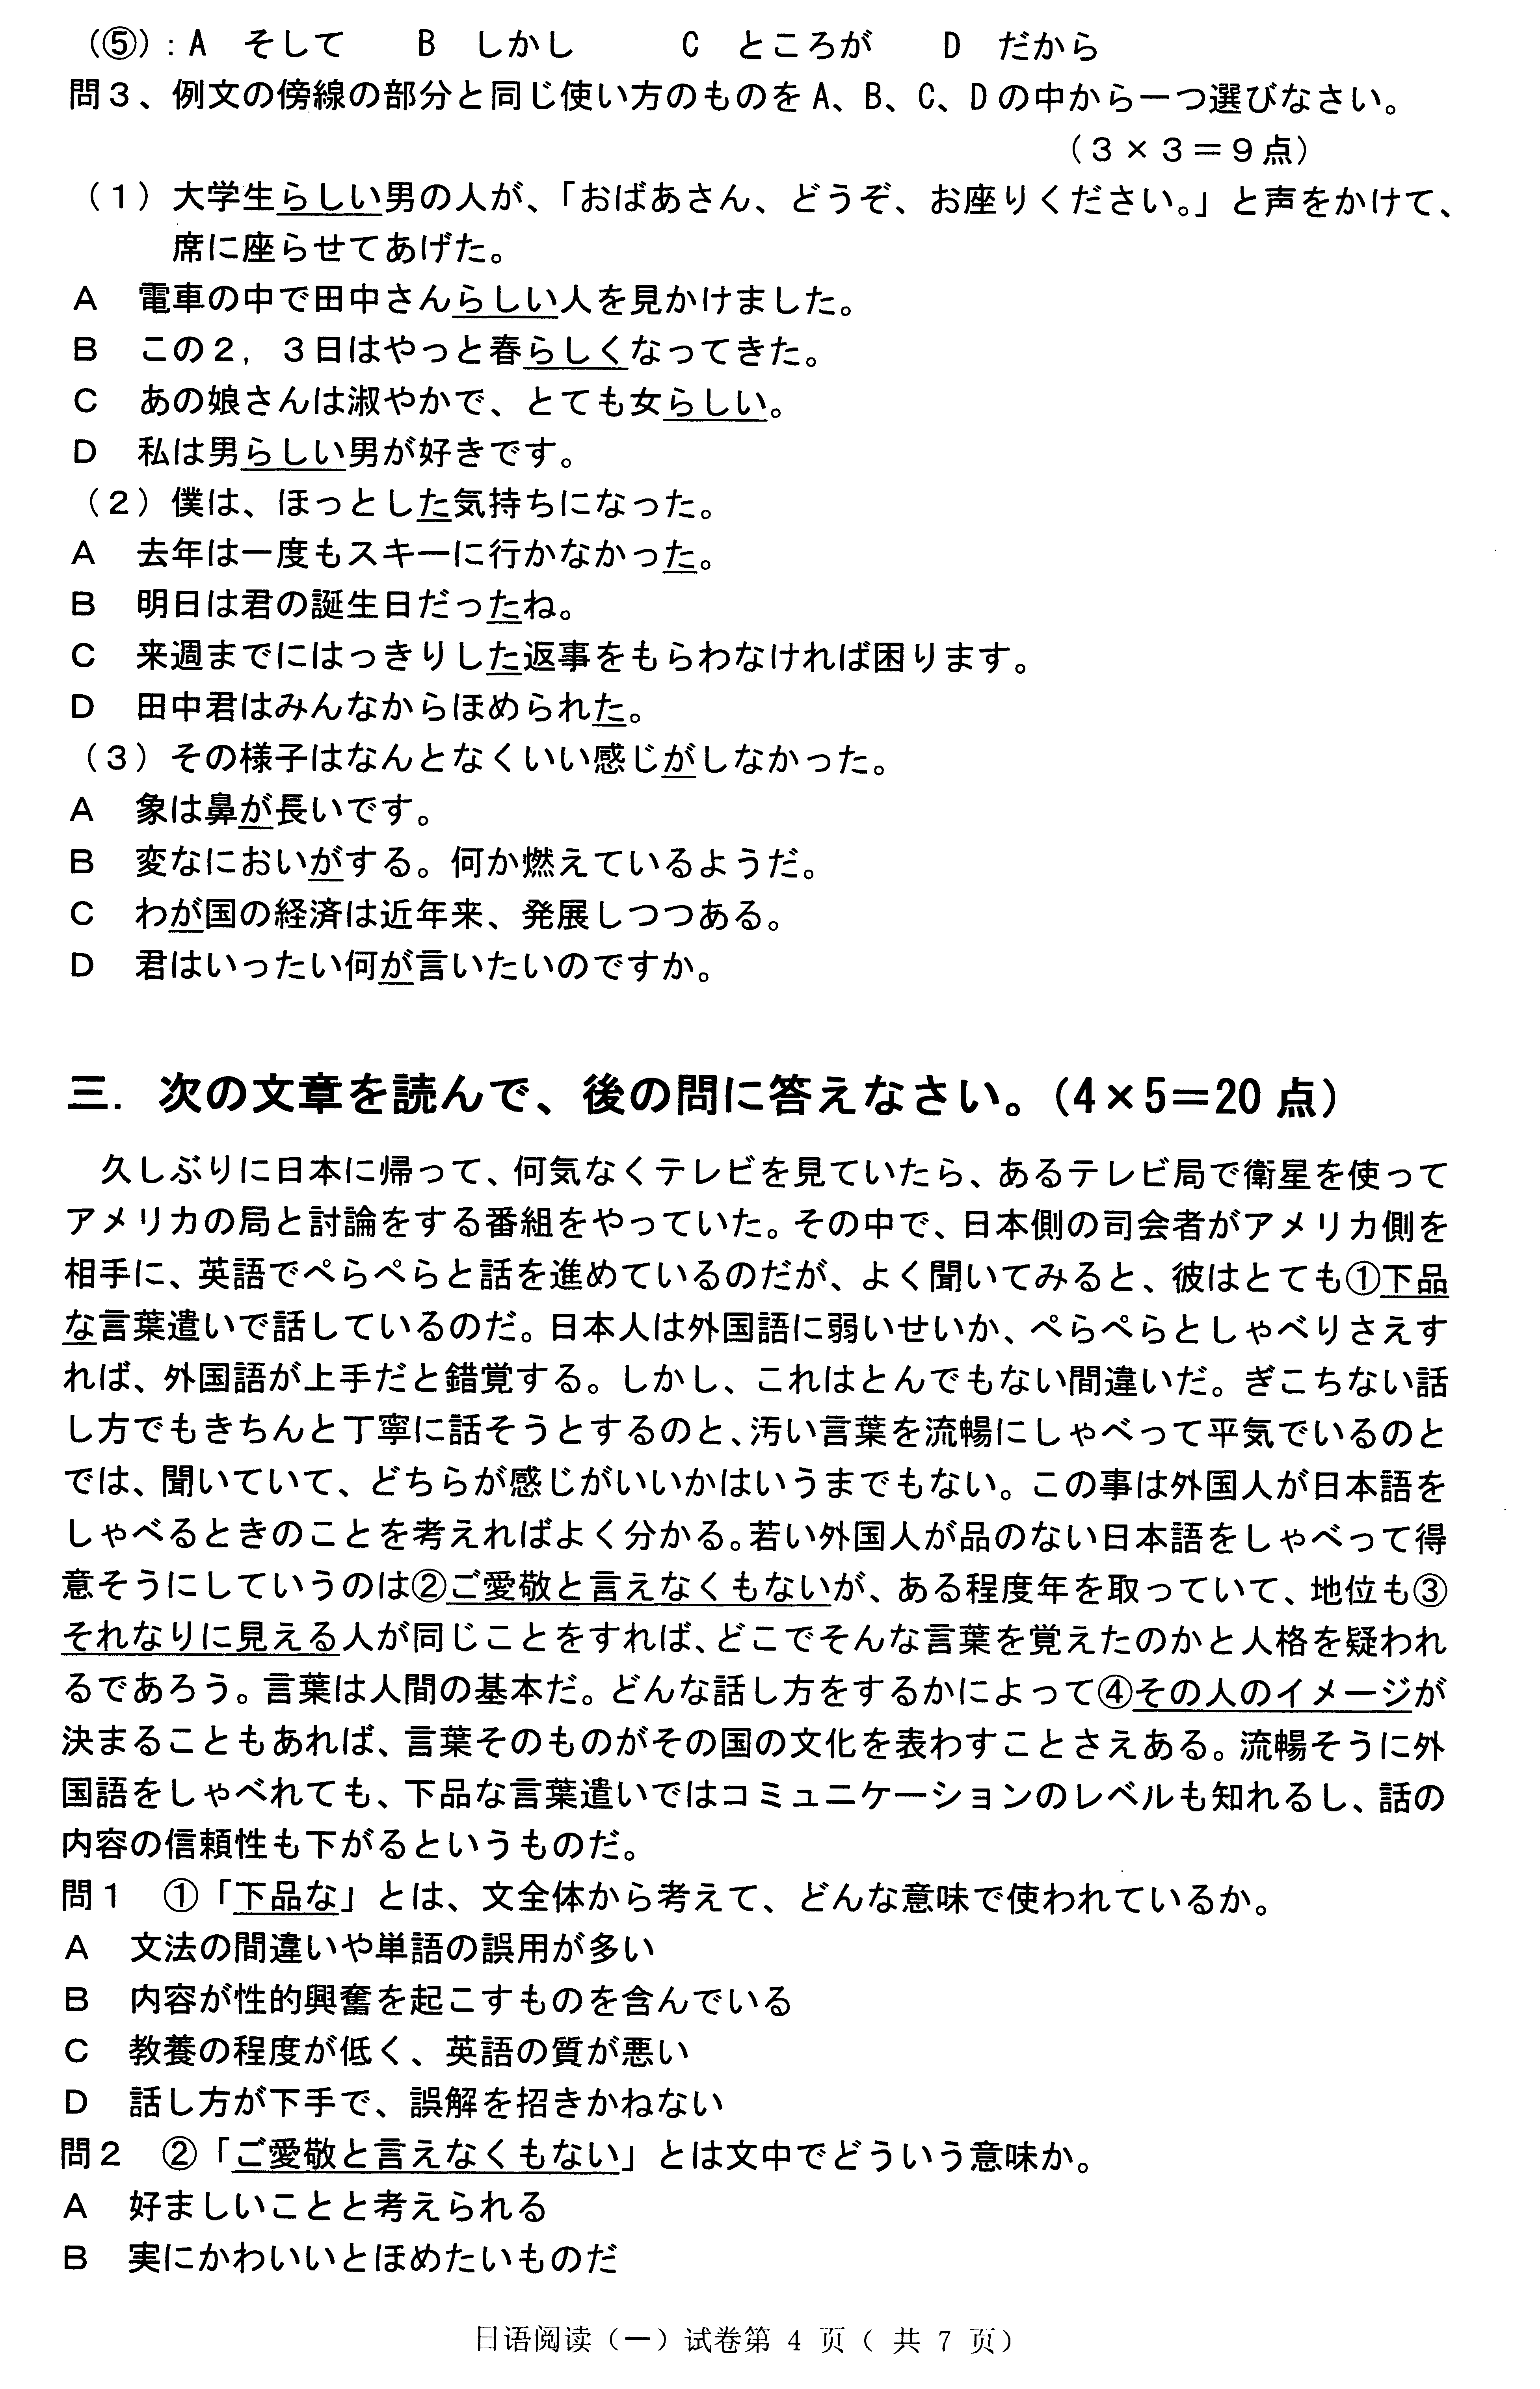 （⑤）：A　そして　　B　しかし　　　C　ところが　　D　だから
問３、例文の傍線の部分と同じ使い方のものをA、B、C、Dの中から一つ選びなさい。
（３×３＝９点）
（１）大学生らしい男の人が、「おばあさん、どうぞ、お座りください。」と声をかけて、
席に座らせてあげた。
A　電車の中で田中さんらしい人を見かけました。
B　この２，３日はやっと春らしくなってきた。
C　あの娘さんは淑やかで、とても女らしい。
D　私は男らしい男が好きです。
（２）僕は、ほっとした気持ちになった。
A　去年は一度もスキーに行かなかった。
B　明日は君の誕生日だったね。
C　来週までにはっきりした返事をもらわなければ困ります。
D　田中君はみんなからほめられた。
（３）その様子はなんとなくいい感じがしなかった。
A　象は鼻が長いです。
B　変なにおいがする。何か燃えているようだ。
C　わが国の経済は近年来、発展しつつある。
D　君はいったい何が言いたいのですか。
三．次の文章を読んで、後の問に答えなさい。（4×5＝20 点）
久しぶりに日本に帰って、何気なくテレビを見ていたら、あるテレビ局で衛星を使って
アメリカの局と討論をする番組をやっていた。その中で、日本側の司会者がアメリカ側を
相手に、英語でぺらぺらと話を進めているのだが、よく聞いてみると、彼はとても①下品
な言葉遣いで話しているのだ。日本人は外国語に弱いせいか、ぺらぺらとしゃべりさえす
れば、外国語が上手だと錯覚する。しかし、これはとんでもない間違いだ。ぎこちない話
し方でもきちんと丁寧に話そうとするのと、汚い言葉を流暢にしゃべって平気でいるのと
では、聞いていて、どちらが感じがいいかはいうまでもない。この事は外国人が日本語を
しゃべるときのことを考えればよく分かる。若い外国人が品のない日本語をしゃべって得
意そうにしていうのは②ご愛敬と言えなくもないが、ある程度年を取っていて、地位も③
それなりに見える人が同じことをすれば、どこでそんな言葉を覚えたのかと人格を疑われ
るであろう。言葉は人間の基本だ。どんな話し方をするかによって④その人のイメージが
決まることもあれば、言葉そのものがその国の文化を表わすことさえある。流暢そうに外
国語をしゃべれても、下品な言葉遣いではコミュニケーションのレベルも知れるし、話の
内容の信頼性も下がるというものだ。
問１　①「下品な」とは、文全体から考えて、どんな意味で使われているか。
A　文法の間違いや単語の誤用が多い
B　内容が性的興奮を起こすものを含んでいる
C　教養の程度が低く、英語の質が悪い
D　話し方が下手で、誤解を招きかねない
問２　②「ご愛敬と言えなくもない」とは文中でどういう意味か。
A　好ましいことと考えられる
B　実にかわいいとほめたいものだ
日语阅读（一）试卷第 4 页（ 共 7 页）